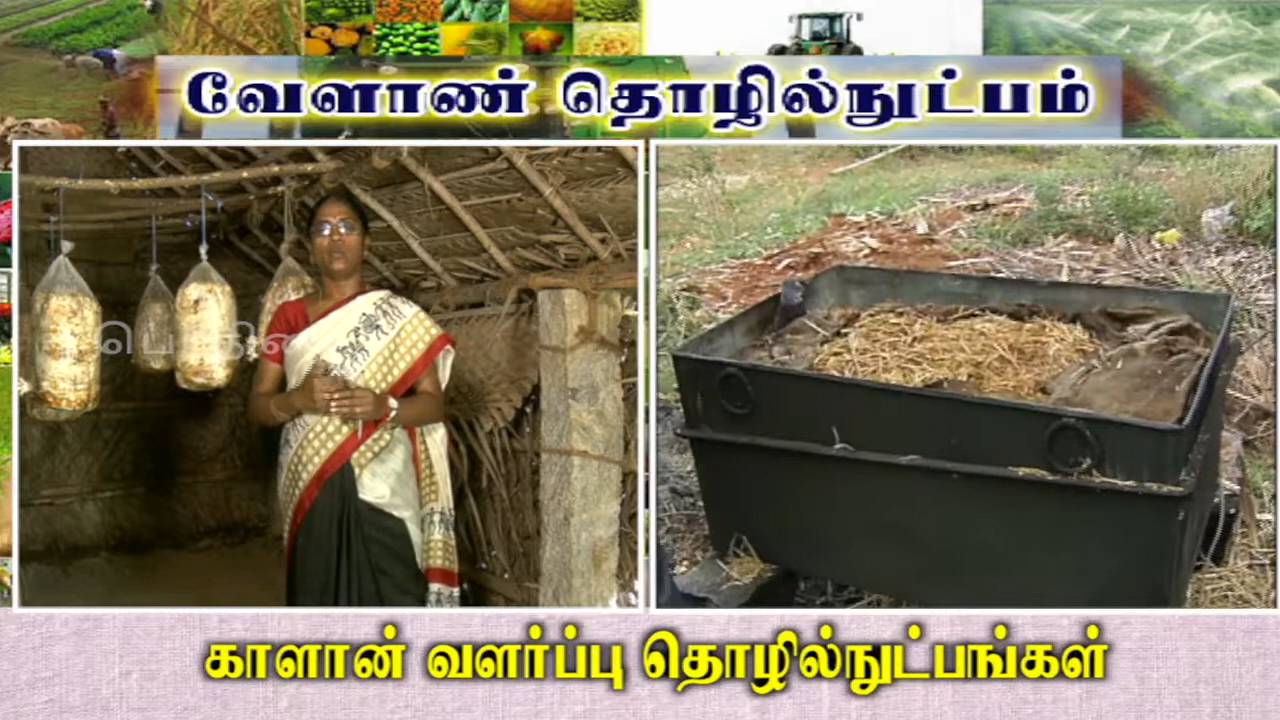 வேளாண் தொழில்நுட்பம்
பொதிகை
காளான் வளர்ப்பு தொழில்நுட்பங்கள்